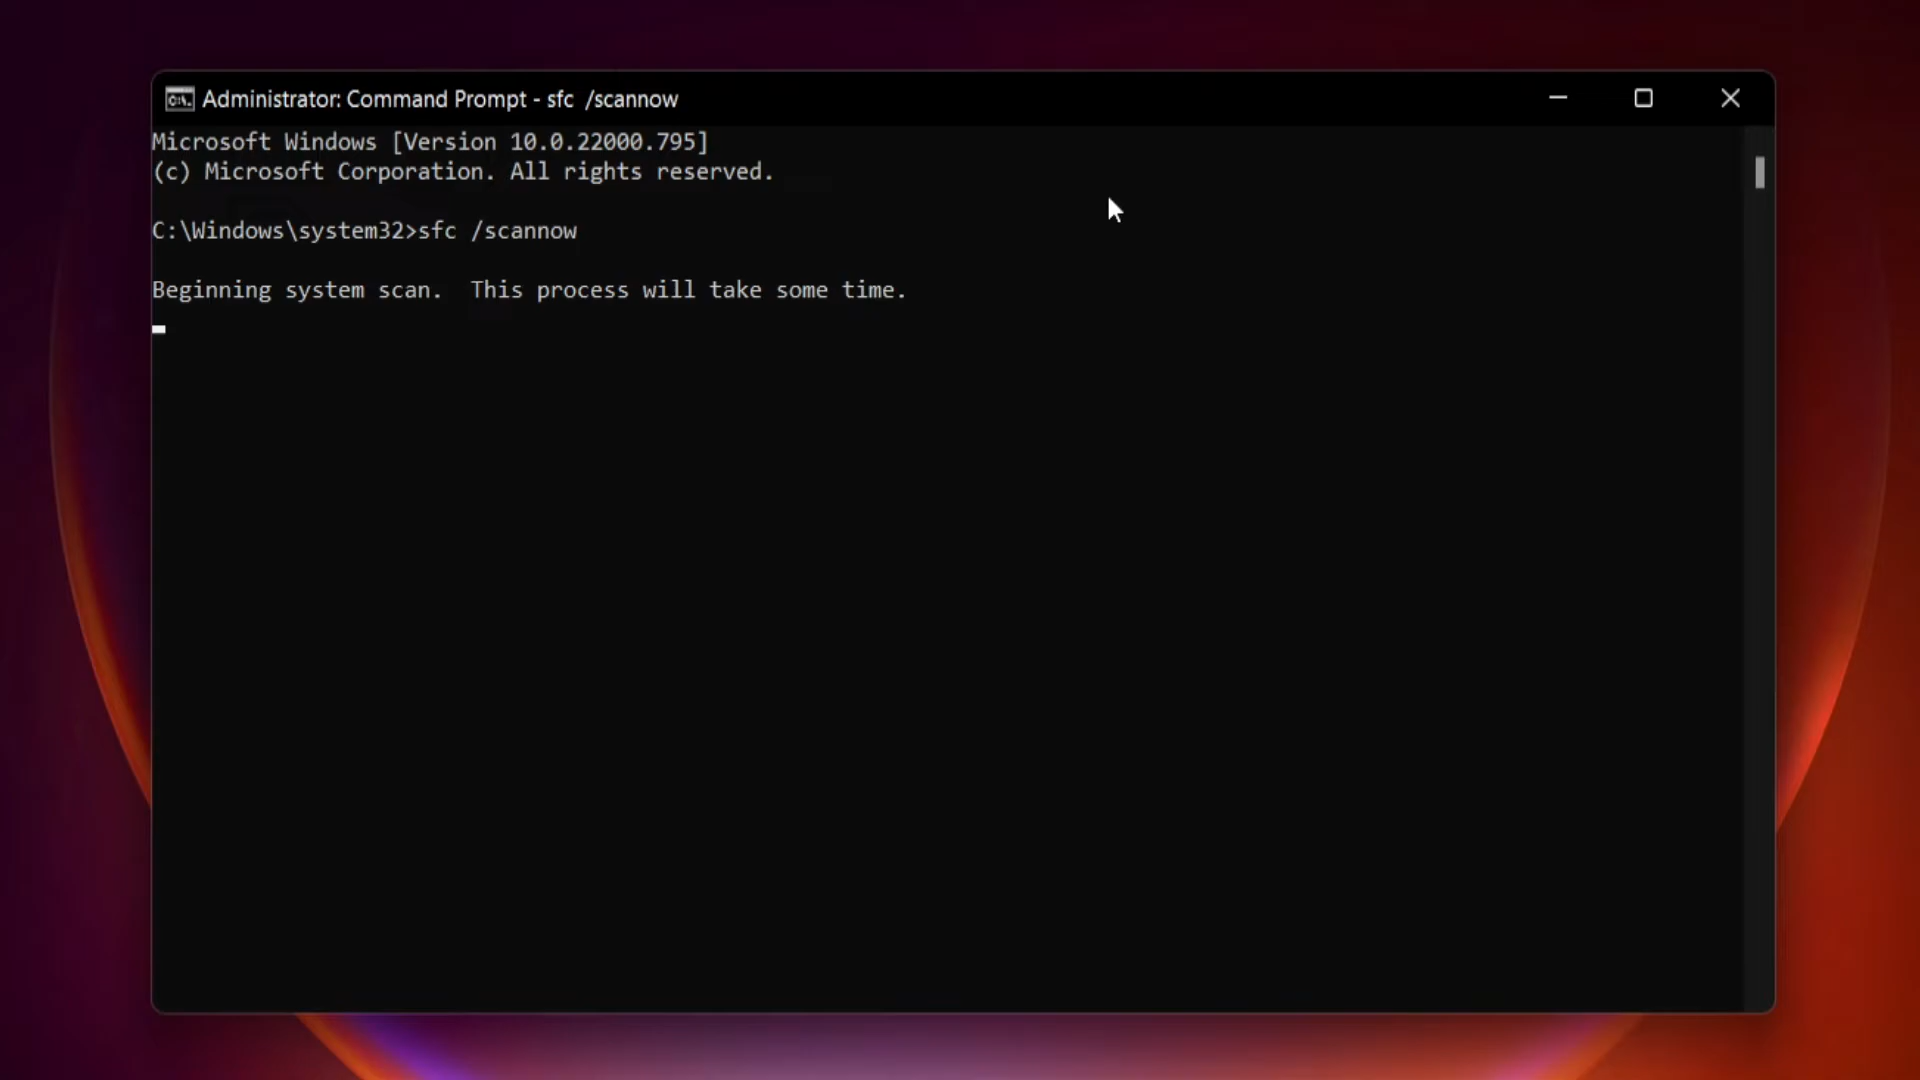 Administrator: Command Prompt - sfc  /scannow
Microsoft Windows [Version 10.0.22000.795]
(c) Microsoft Corporation. All rights reserved.
C:\Windows\system32>sfc /scannow
Beginning system scan.  This process will take some time.